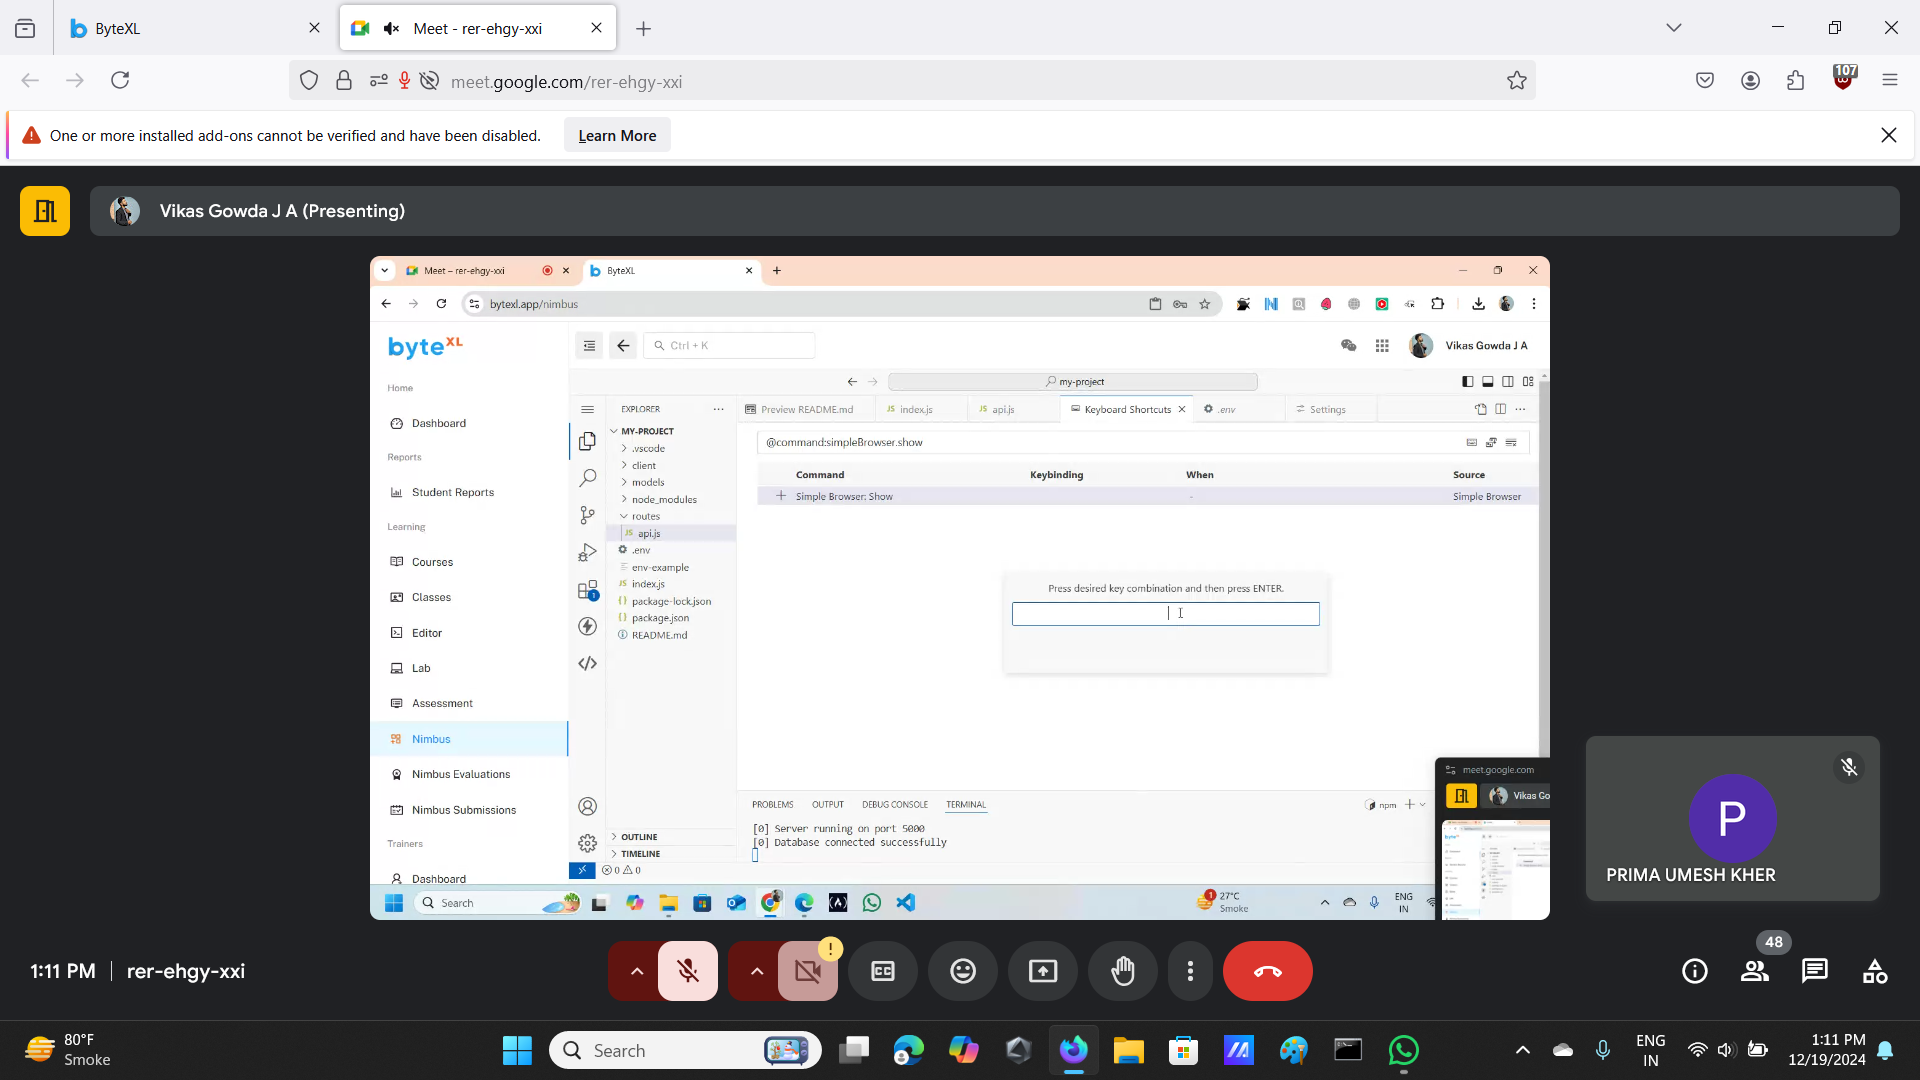 ByteXL
Meet - rer-ehgy-xxi
meet.google.com/rer-ehgy-xxi
107
One or more installed add-ons cannot be verified and have been disabled.
Learn More
Vikas Gowda J A (Presenting)
Meet – rer-ehgy-xxi
ByteXL
bytexl.app/nimbus
byteXL
Ctrl + K
Vikas Gowda J A
Home
Dashboard
Reports
Student Reports
Learning
Courses
Classes
Editor
Lab
Assessment
Nimbus
Nimbus Evaluations
Nimbus Submissions
Trainers
Dashboard
my-project
EXPLORER
MY-PROJECT
.vscode
client
models
node_modules
routes
JS api.js
.env
env-example
JS index.js
{} package-lock.json
{} package.json
README.md
OUTLINE
TIMELINE
1
Preview README.md
JS index.js
JS api.js
Keyboard Shortcuts
.env
Settings
@command:simpleBrowser.show
Command Keybinding When Source
Simple Browser: Show - Simple Browser
Press desired key combination and then press ENTER.
PROBLEMS OUTPUT DEBUG CONSOLE TERMINAL
npm
[0] Server running on port 5000
[0] Database connected successfully
0 0
meet.google.com
Vikas Go
Search
1
27°C
Smoke
ENG
IN
P
PRIMA UMESH KHER
1:11 PM
rer-ehgy-xxi
!
48
80°F
Smoke
Search
ENG
IN
1:11 PM
12/19/2024